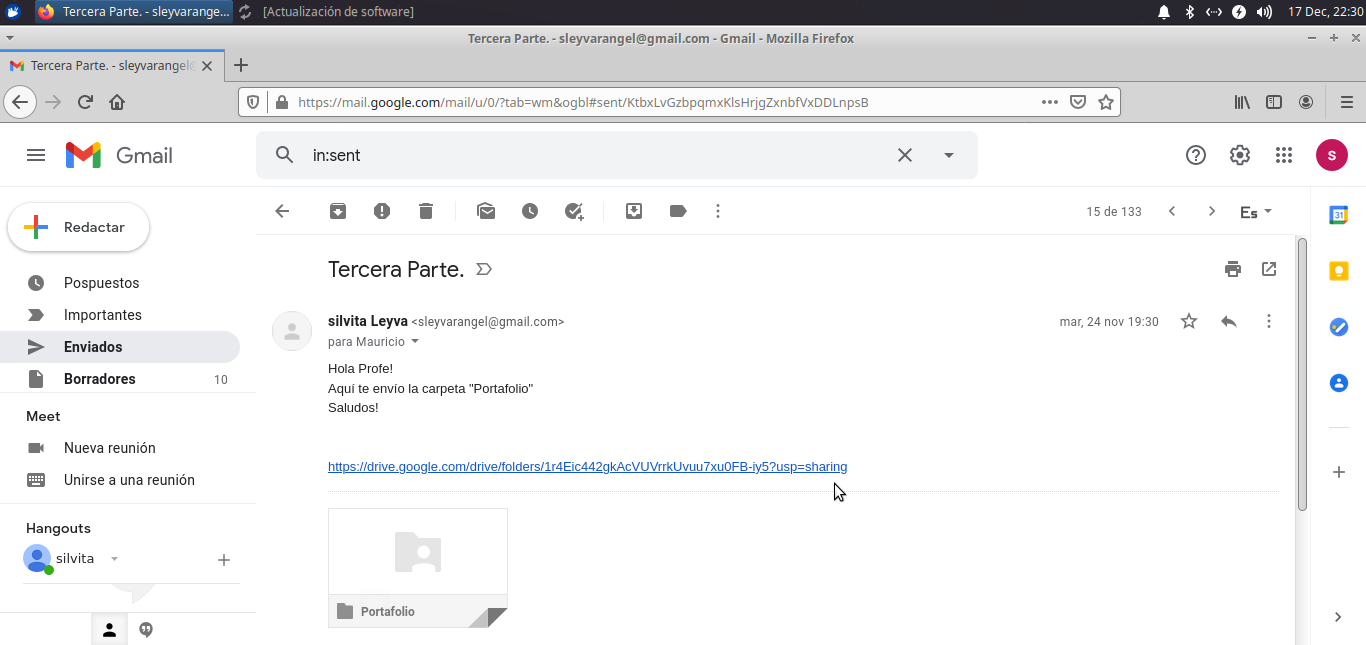 Tercera Parte. - sleyvarange...
[Actualización de software]
17 Dec, 22:30
Tercera Parte. - sleyvarangel@gmail.com - Gmail - Mozilla Firefox
Tercera Parte. - sleyvarangel
https://mail.google.com/mail/u/0/?tab=wm&ogbl#sent/KtbxLvGzbpqmxKlsHrjgZxnbfVxDDLnpsB
Gmail
in:sent
S
Redactar
15 de 133
Es
31
Pospuestos
Importantes
Enviados
Borradores 10
Meet
Nueva reunión
Unirse a una reunión
Hangouts
silvita
Tercera Parte.
silvita Leyva <sleyvarangel@gmail.com>
mar, 24 nov 19:30
para Mauricio
Hola Profe!
Aquí te envío la carpeta "Portafolio"
Saludos!
https://drive.google.com/drive/folders/1r4Eic442gkAcVUVrrkUvuu7xu0FB-iy5?usp=sharing
Portafolio